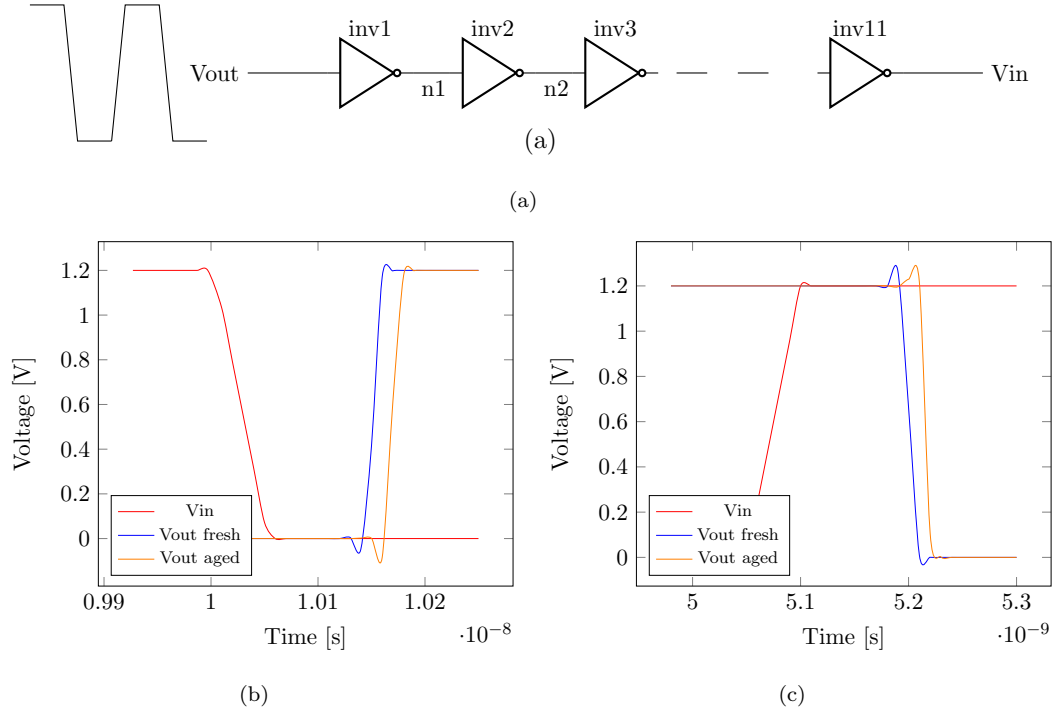 inv1 inv2 inv3 inv11
Vout Vin
n1 n2
(a)
(a)
1.2
1
0.8
0.6
0.4
0.2
0
Voltage [V]
Vin
Vout fresh
Vout aged
0.99 1 1.01 1.02
Time [s] ·10⁻⁸
(b)
1.2
1
0.8
0.6
0.4
0.2
0
Voltage [V]
Vin
Vout fresh
Vout aged
5 5.1 5.2 5.3
Time [s] ·10⁻⁹
(c)